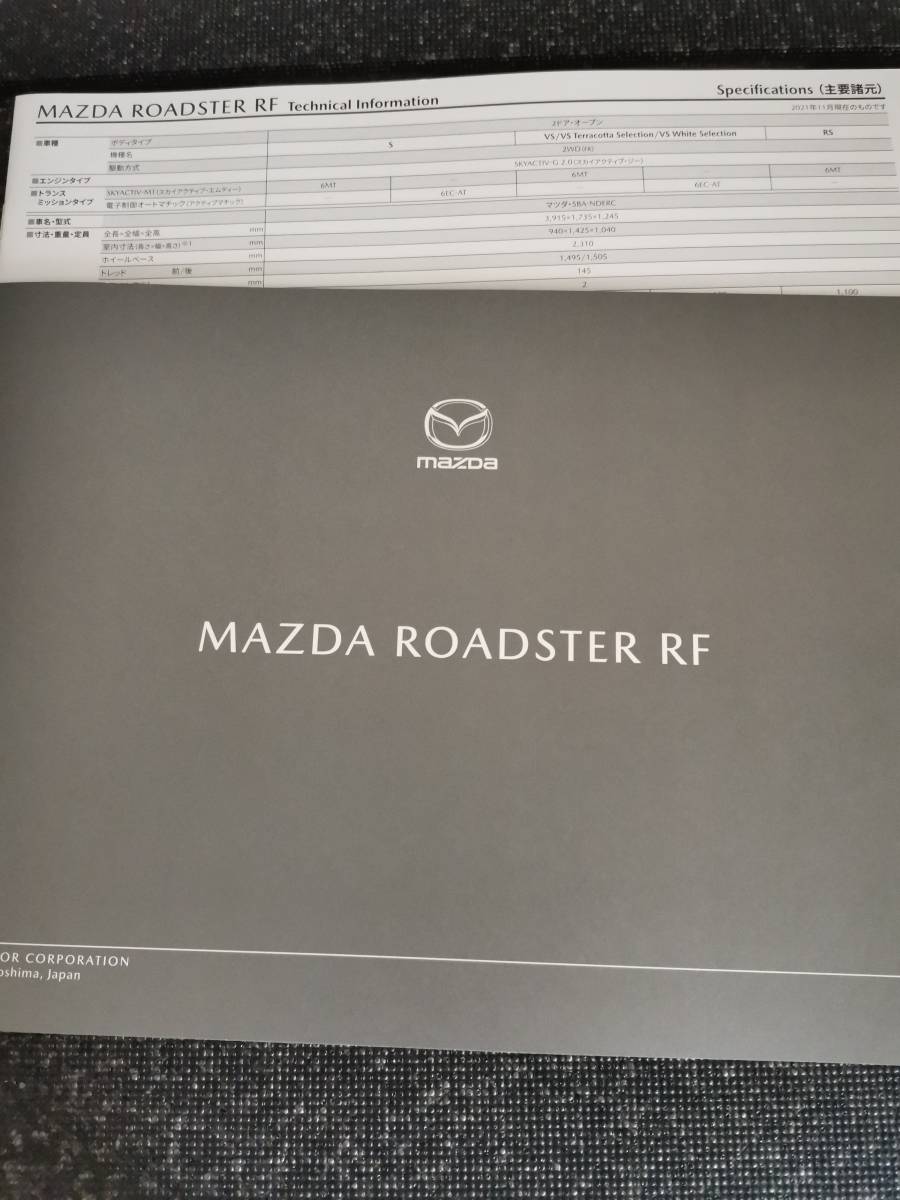 MAZDA ROADSTER RF Technical Information
Specifications (主要諸元)
2021年11月現在のものです
■車種 ボディタイプ 2ドア・オープン
機種名 S VS/VS Terracotta Selection/VS White Selection RS
駆動方式 2WD(FR)
■エンジンタイプ SKYACTIV-G 2.0(スカイアクティブ・ジー)
■トランスミッションタイプ SKYACTIV-MT(スカイアクティブ・エムティー) 6MT — 6MT — 6MT
電子制御オートマチック(アクティブマチック) — 6EC-AT — 6EC-AT —
■車名・型式 マツダ・5BA-NDERC
■寸法・重量・定員 全長×全幅×全高 mm 3,915×1,735×1,245
室内寸法(長さ×幅×高さ)※1 mm 940×1,425×1,040
ホイールベース mm 2,310
トレッド 前/後 mm 1,495/1,505
mm 145
2
1,100
mazda
MAZDA ROADSTER RF
OR CORPORATION
oshima, Japan